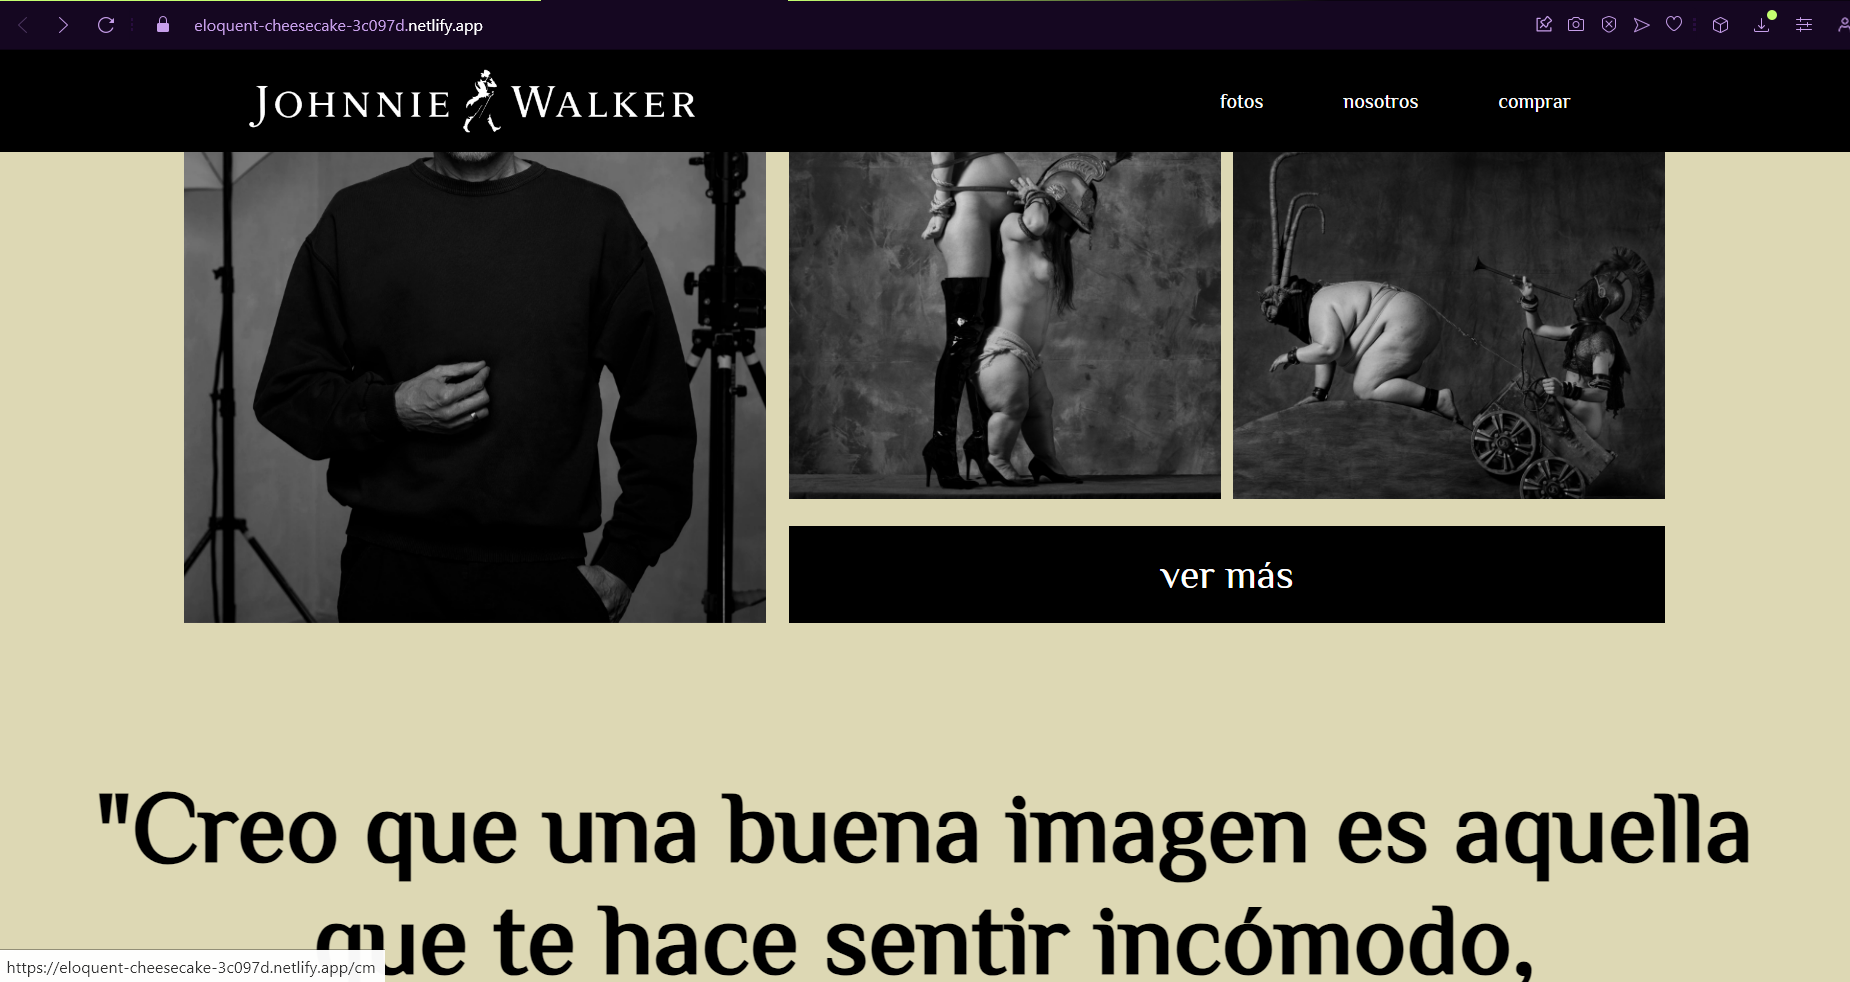 eloquent-cheesecake-3c097d.netlify.app
JOHNNIE WALKER
fotos nosotros comprar
ver más
"Creo que una buena imagen es aquella
que te hace sentir incómodo,
https://eloquent-cheesecake-3c097d.netlify.app/cm